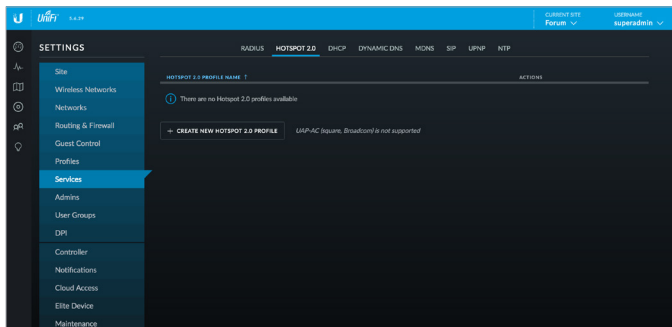 UniFi 5.6.29
CURRENT SITE
Forum
USERNAME
superadmin
SETTINGS
Site
Wireless Networks
Networks
Routing & Firewall
Guest Control
Profiles
Services
Admins
User Groups
DPI
Controller
Notifications
Cloud Access
Elite Device
Maintenance
RADIUS HOTSPOT 2.0 DHCP DYNAMIC DNS MDNS SIP UPNP NTP
HOTSPOT 2.0 PROFILE NAME ↑ ACTIONS
There are no Hotspot 2.0 profiles available
+ CREATE NEW HOTSPOT 2.0 PROFILE UAP-AC (square, Broadcom) is not supported